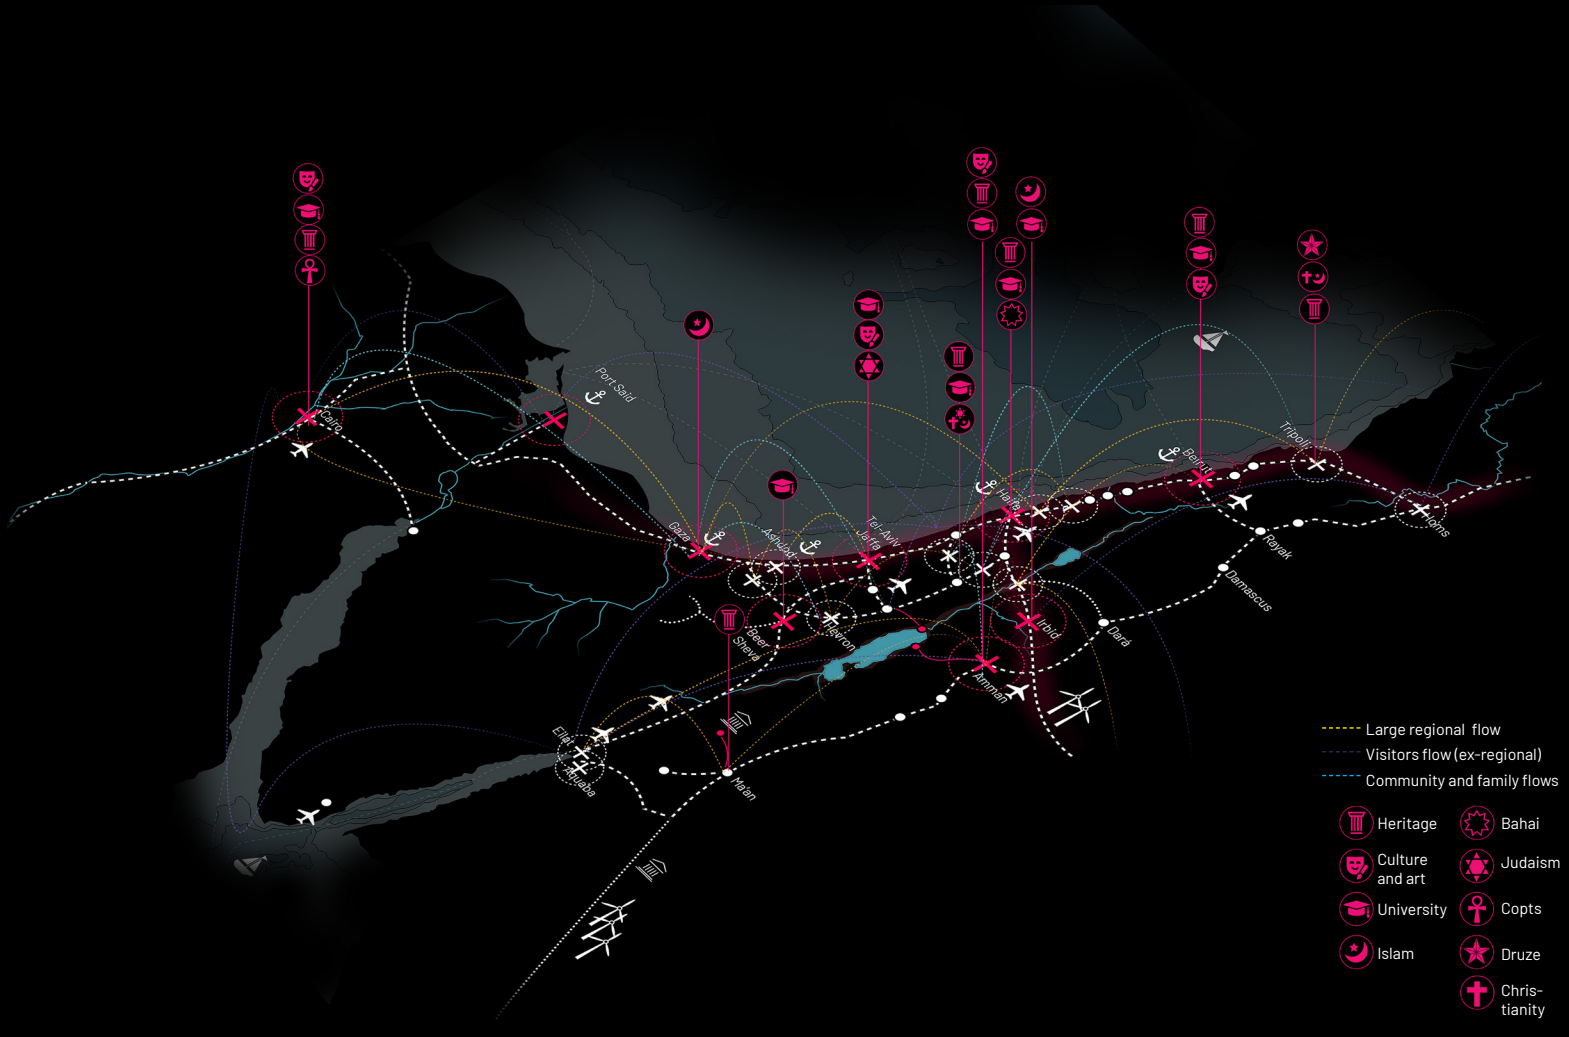 Cairo
Port Said
Gaza
Ashdod
Tel-Aviv
Jaffa
Haifa
Beirut
Tripoli
Homs
Rayak
Damascus
Dará
Irbid
Amman
Hevron
Beer
Sheva
Eilat
Aquaba
Ma'an
Large regional flow
Visitors flow (ex-regional)
Community and family flows
Heritage
Bahai
Culture
and art
Judaism
University
Copts
Islam
Druze
Chris-
tianity